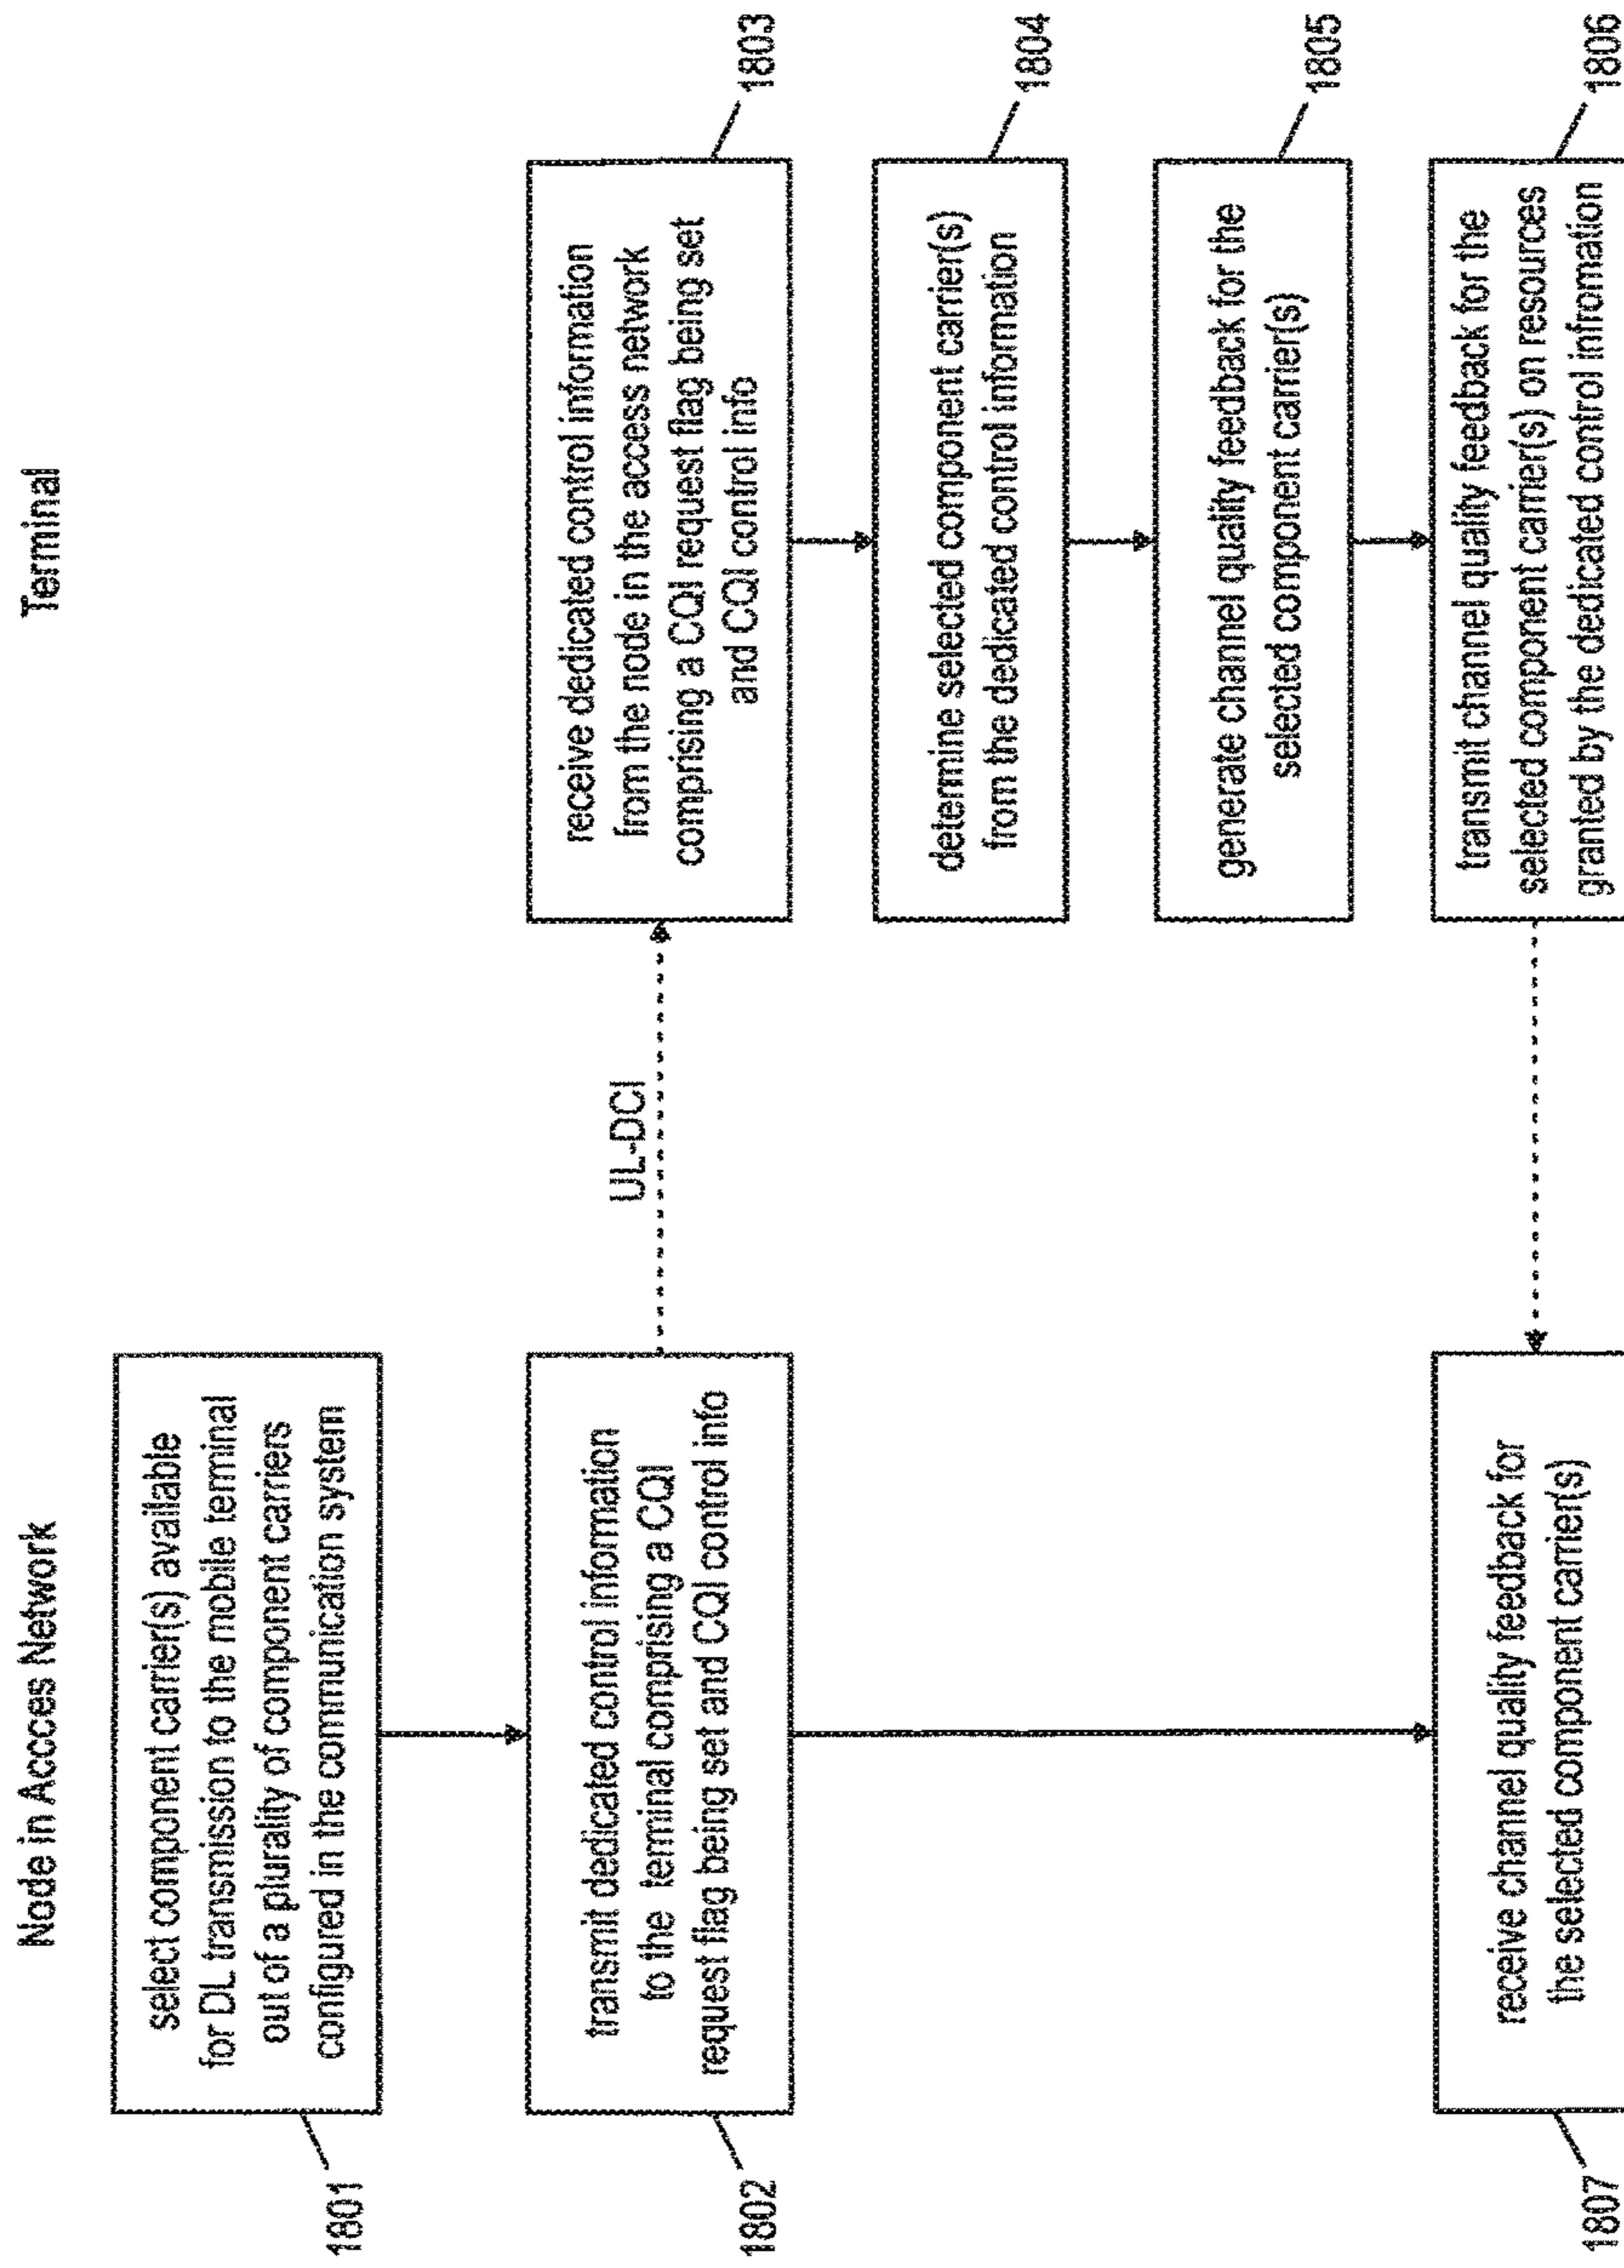 Node in Acces Network
Terminal
select component carrier(s) available
for DL transmission to the mobile terminal
out of a plurality of component carriers
configured in the communication system
1801
transmit dedicated control information
to the terminal comprising a CQI
request flag being set and CQI control info
1802
UL-DCI
receive dedicated control information
from the node in the access network
comprising a CQI request flag being set
and CQI control info
1803
determine selected component carrier(s)
from the dedicated control information
1804
generate channel quality feedback for the
selected component carrier(s)
1805
transmit channel quality feedback for the
selected component carrier(s) on resources
granted by the dedicated control infromation
1806
receive channel quality feedback for
the selected component carrier(s)
1807